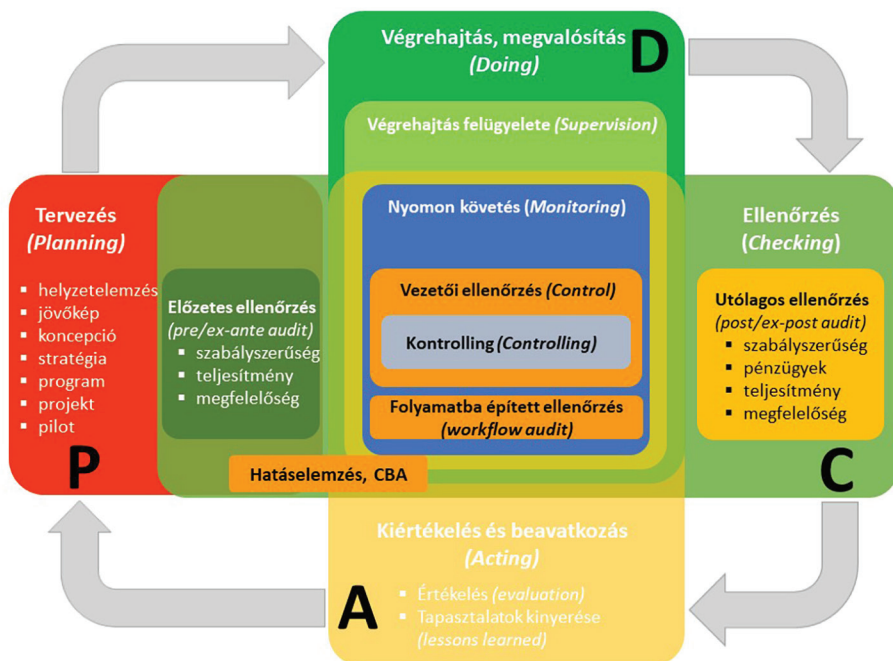 Végrehajtás, megvalósítás
(Doing)
D
Végrehajtás felügyelete (Supervision)
Tervezés
(Planning)
▪ helyzetelemzés
▪ jövőkép
▪ koncepció
▪ stratégia
▪ program
▪ projekt
▪ pilot
P
Előzetes ellenőrzés
(pre/ex-ante audit)
▪ szabályszerűség
▪ teljesítmény
▪ megfelelőség
Nyomon követés (Monitoring)
Vezetői ellenőrzés (Control)
Kontrolling (Controlling)
Folyamatba épített ellenőrzés
(workflow audit)
Hatáselemzés, CBA
Ellenőrzés
(Checking)
Utólagos ellenőrzés
(post/ex-post audit)
▪ szabályszerűség
▪ pénzügyek
▪ teljesítmény
▪ megfelelőség
C
Kiértékelés és beavatkozás
(Acting)
A
▪ Értékelés (evaluation)
▪ Tapasztalatok kinyerése
(lessons learned)